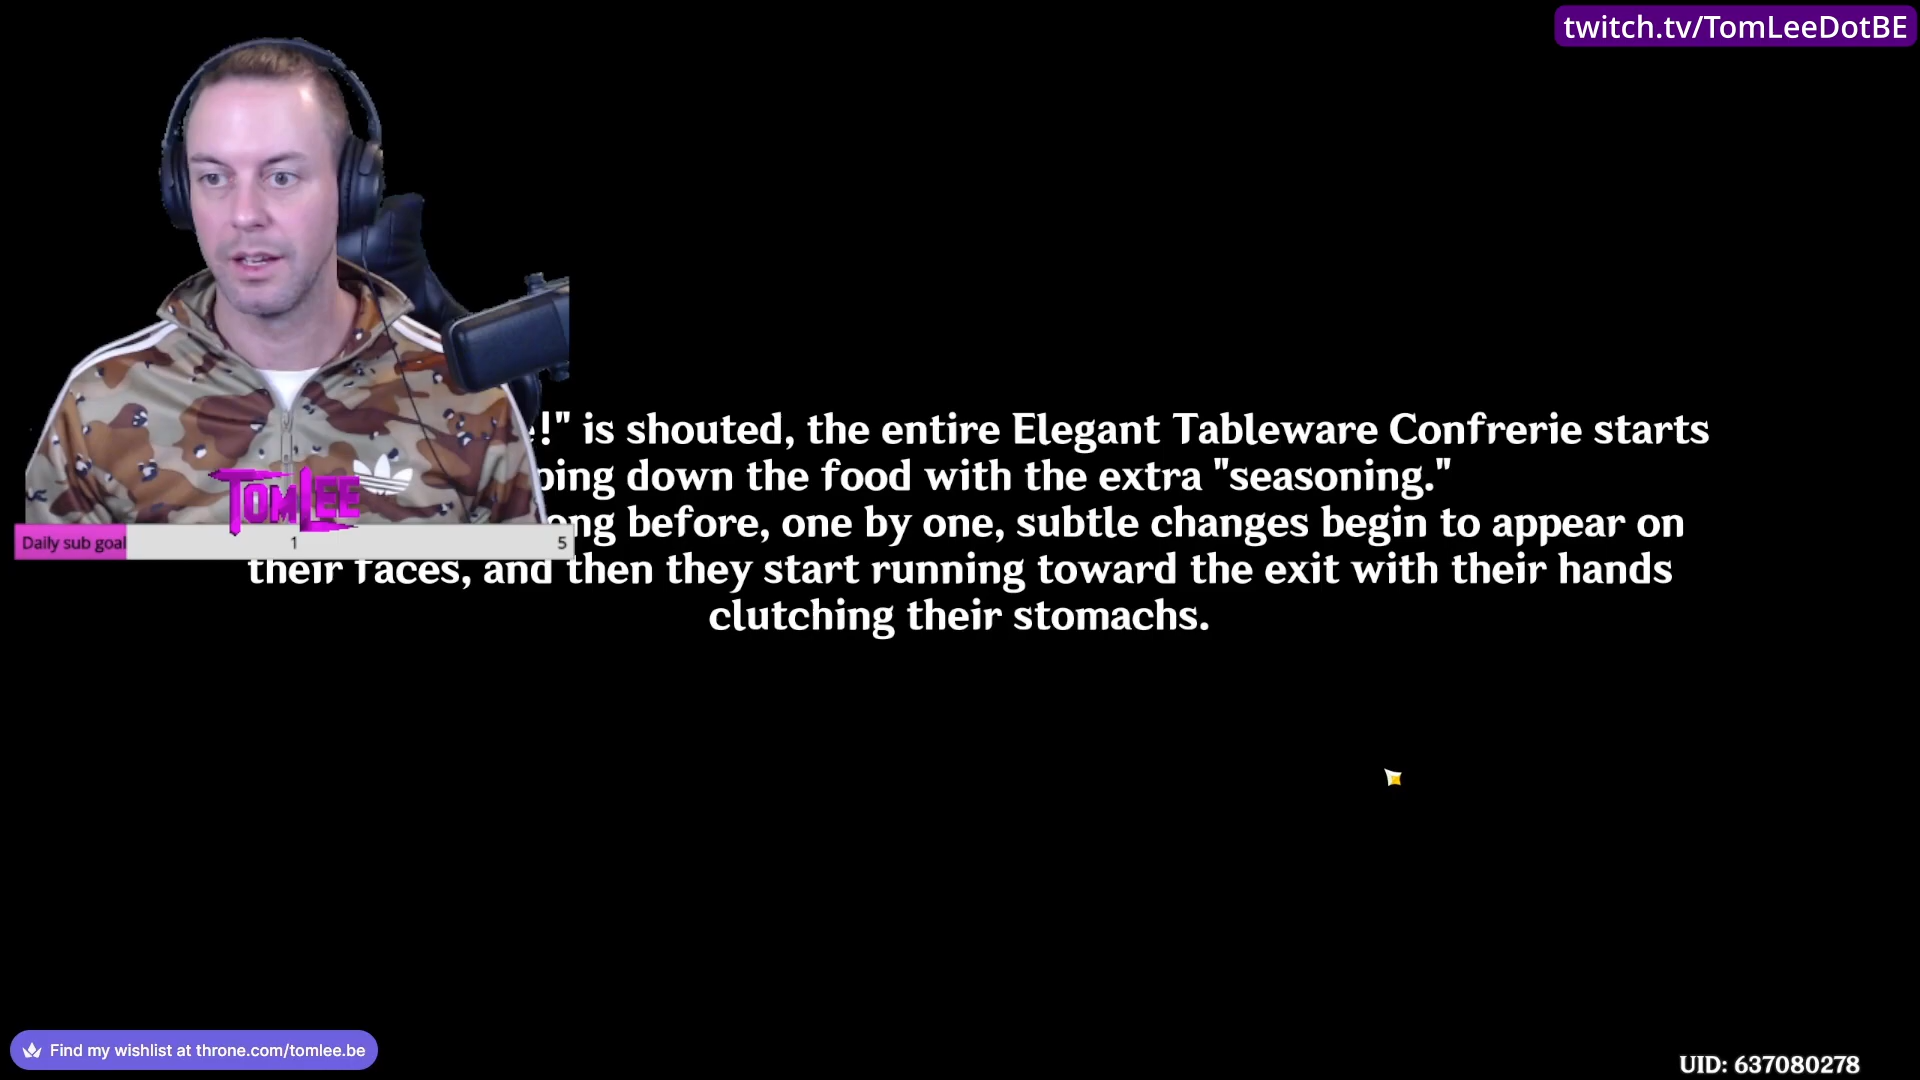 twitch.tv/TomLeeDotBE
!" is shouted, the entire Elegant Tableware Confrerie starts
down the food with the extra "seasoning."
before, one by one, subtle changes begin to appear on
their faces, and then they start running toward the exit with their hands
clutching their stomachs.
TOMLEE
Daily sub goal 1 5
Find my wishlist at throne.com/tomlee.be
UID: 637080278